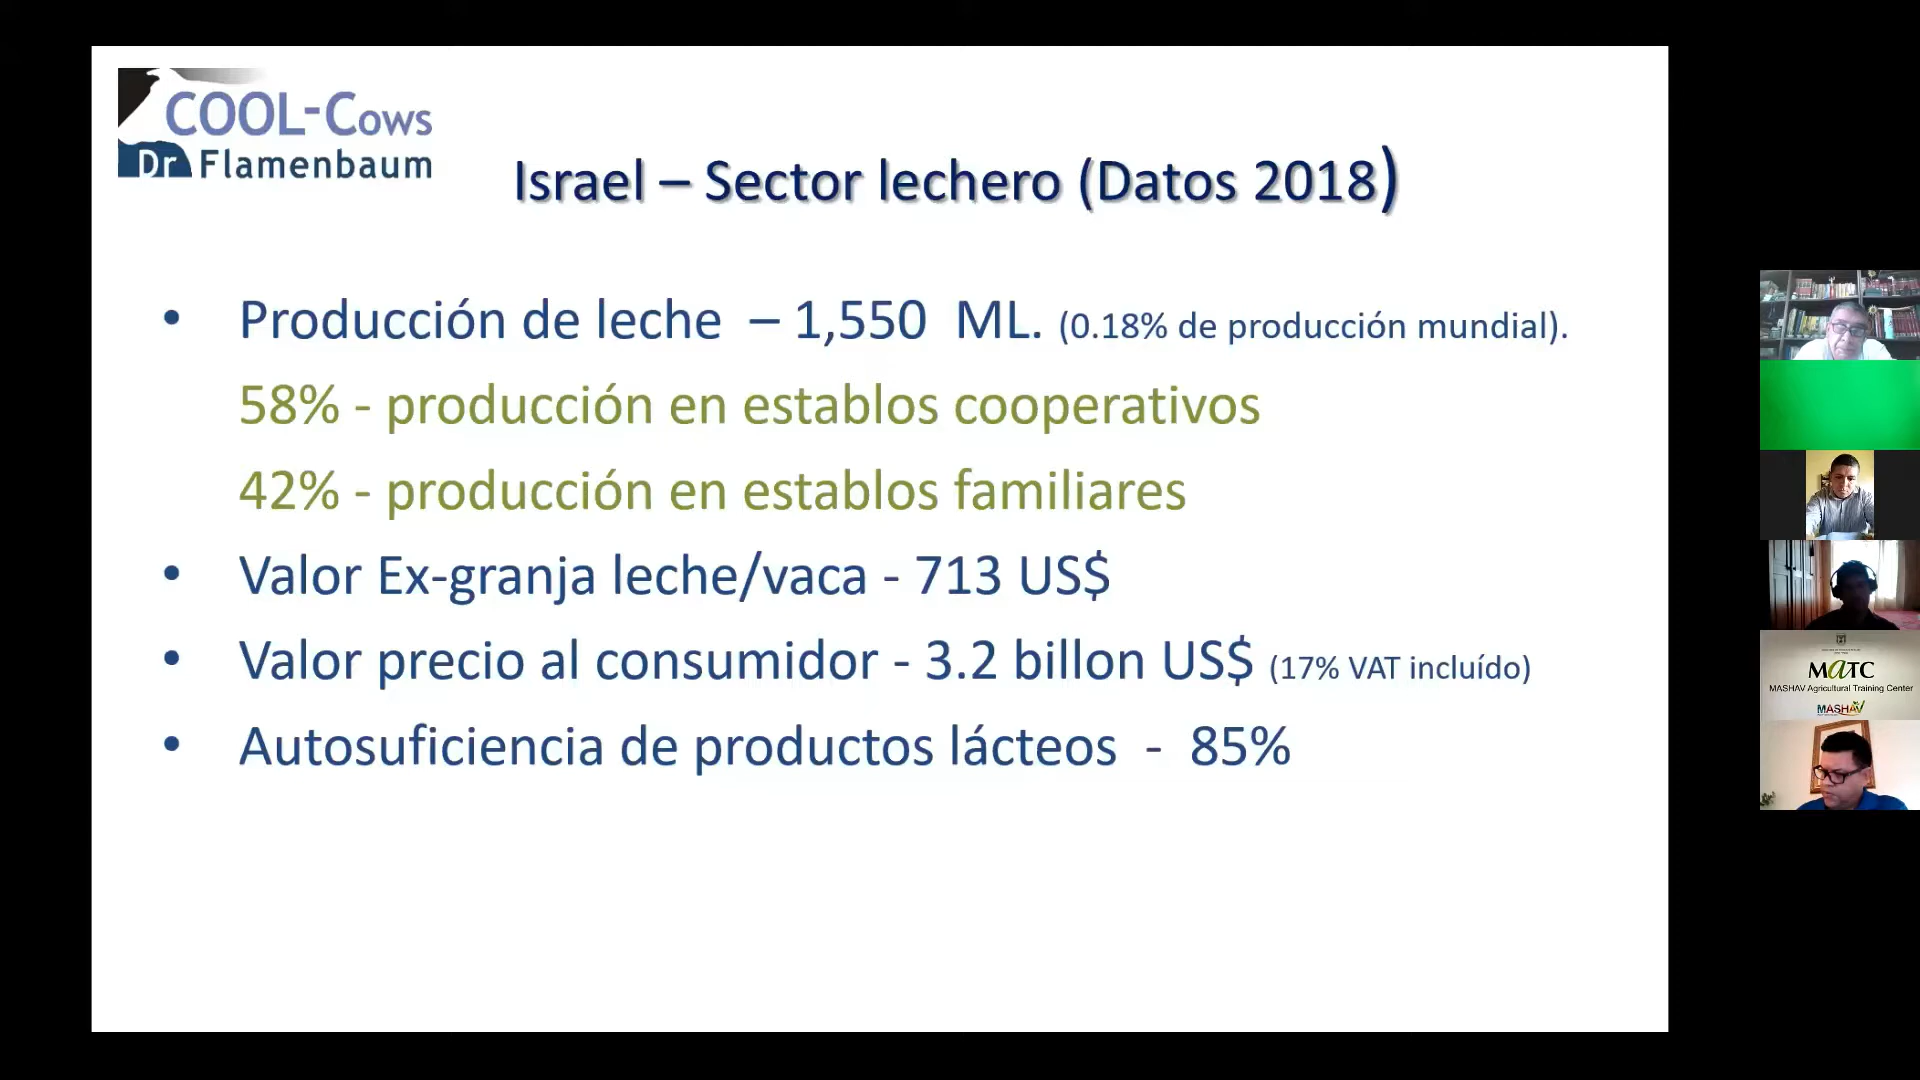 COOL-Cows
Dr Flamenbaum
Israel – Sector lechero (Datos 2018)
• Producción de leche – 1,550 ML. (0.18% de producción mundial).
58% - producción en establos cooperativos
42% - producción en establos familiares
• Valor Ex-granja leche/vaca - 713 US$
• Valor precio al consumidor - 3.2 billon US$ (17% VAT incluído)
• Autosuficiencia de productos lácteos - 85%
MATC
MASHAV Agricultural Training Center
MASHAV